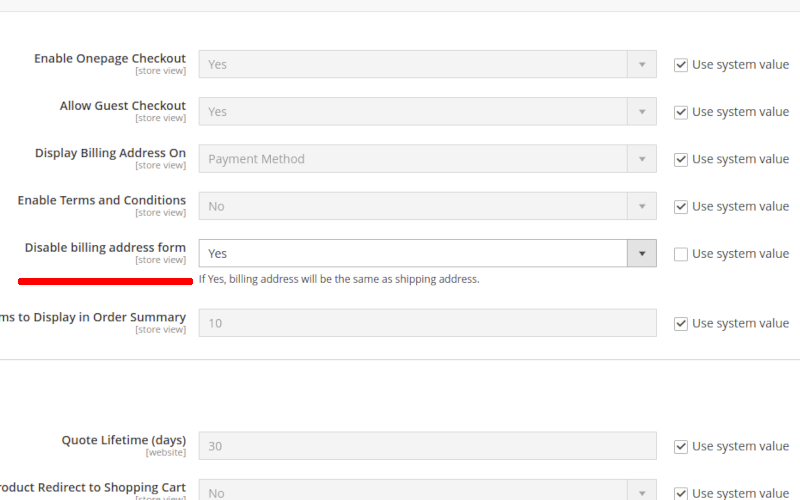 Enable Onepage Checkout Yes Use system value
[store view]
Allow Guest Checkout Yes Use system value
[store view]
Display Billing Address On Payment Method Use system value
[store view]
Enable Terms and Conditions No Use system value
[store view]
Disable billing address form Yes Use system value
[store view]
If Yes, billing address will be the same as shipping address.
ms to Display in Order Summary 10 Use system value
[store view]
Quote Lifetime (days) 30 Use system value
[website]
roduct Redirect to Shopping Cart No Use system value
[store view]